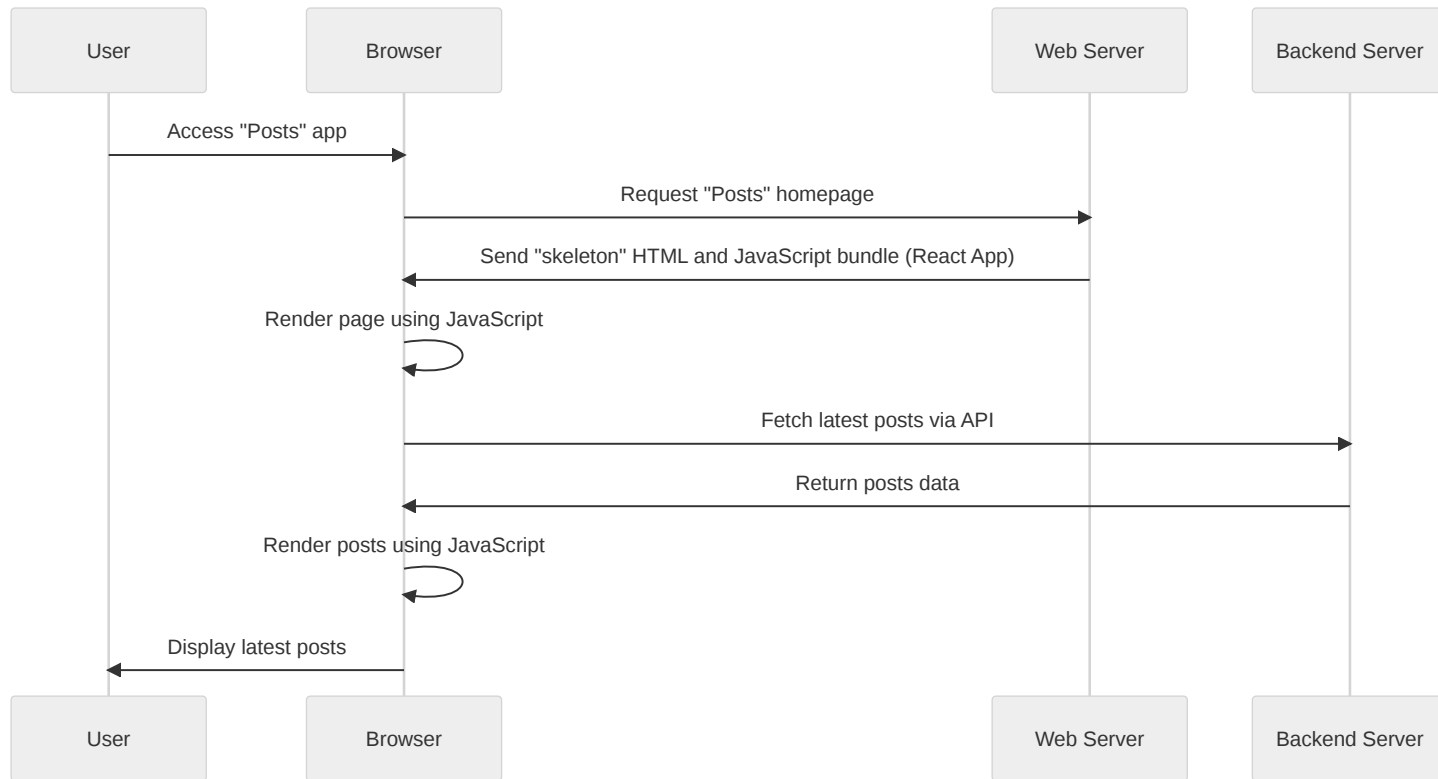 User
Browser
Web Server
Backend Server
Access "Posts" app
Request "Posts" homepage
Send "skeleton" HTML and JavaScript bundle (React App)
Render page using JavaScript
Fetch latest posts via API
Return posts data
Render posts using JavaScript
Display latest posts
User
Browser
Web Server
Backend Server